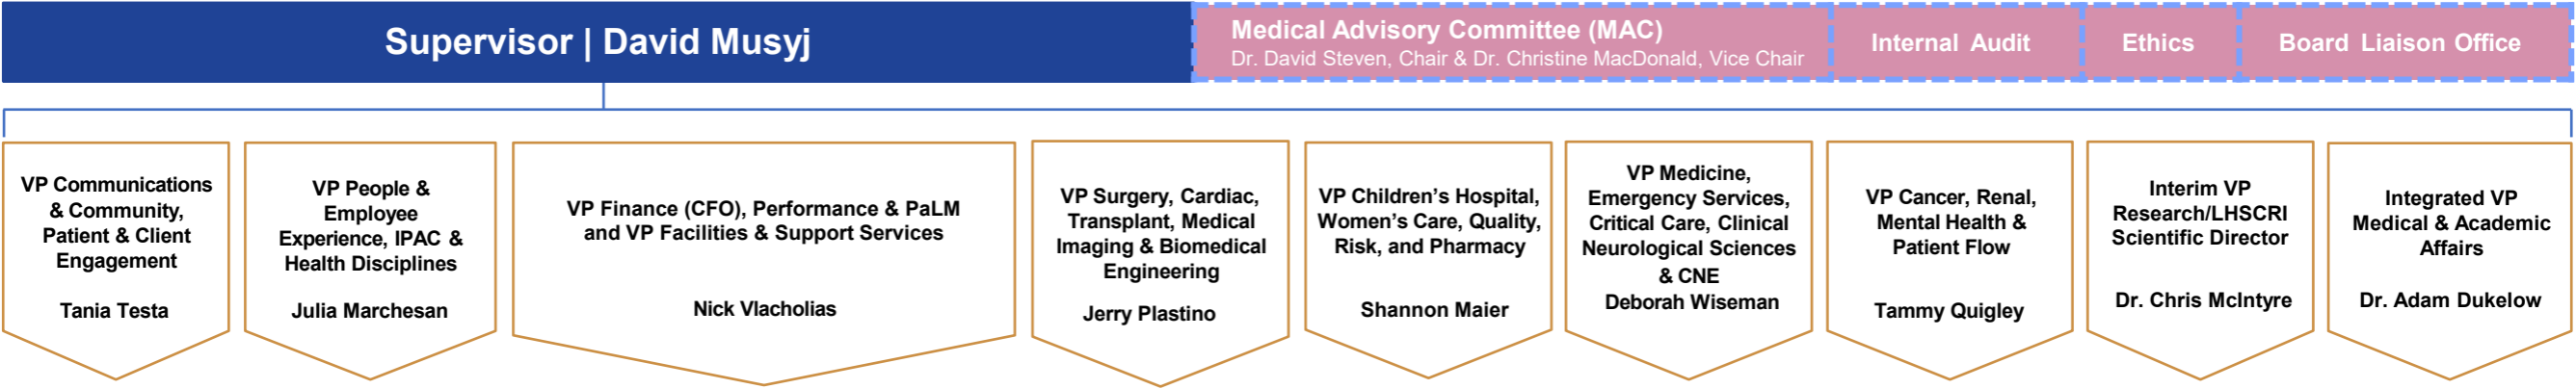 Supervisor | David Musyj
Medical Advisory Committee (MAC)
Dr. David Steven, Chair & Dr. Christine MacDonald, Vice Chair
Internal Audit
Ethics
Board Liaison Office
VP Communications
& Community,
Patient & Client
Engagement
Tania Testa
VP People &
Employee
Experience, IPAC &
Health Disciplines
Julia Marchesan
VP Finance (CFO), Performance & PaLM
and VP Facilities & Support Services
Nick Vlacholias
VP Surgery, Cardiac,
Transplant, Medical
Imaging & Biomedical
Engineering
Jerry Plastino
VP Children’s Hospital,
Women’s Care, Quality,
Risk, and Pharmacy
Shannon Maier
VP Medicine,
Emergency Services,
Critical Care, Clinical
Neurological Sciences
& CNE
Deborah Wiseman
VP Cancer, Renal,
Mental Health &
Patient Flow
Tammy Quigley
Interim VP
Research/LHSCRI
Scientific Director
Dr. Chris McIntyre
Integrated VP
Medical & Academic
Affairs
Dr. Adam Dukelow